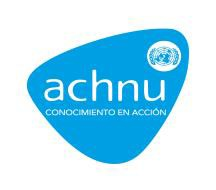 achnu
CONOCIMIENTO EN ACCIÓN